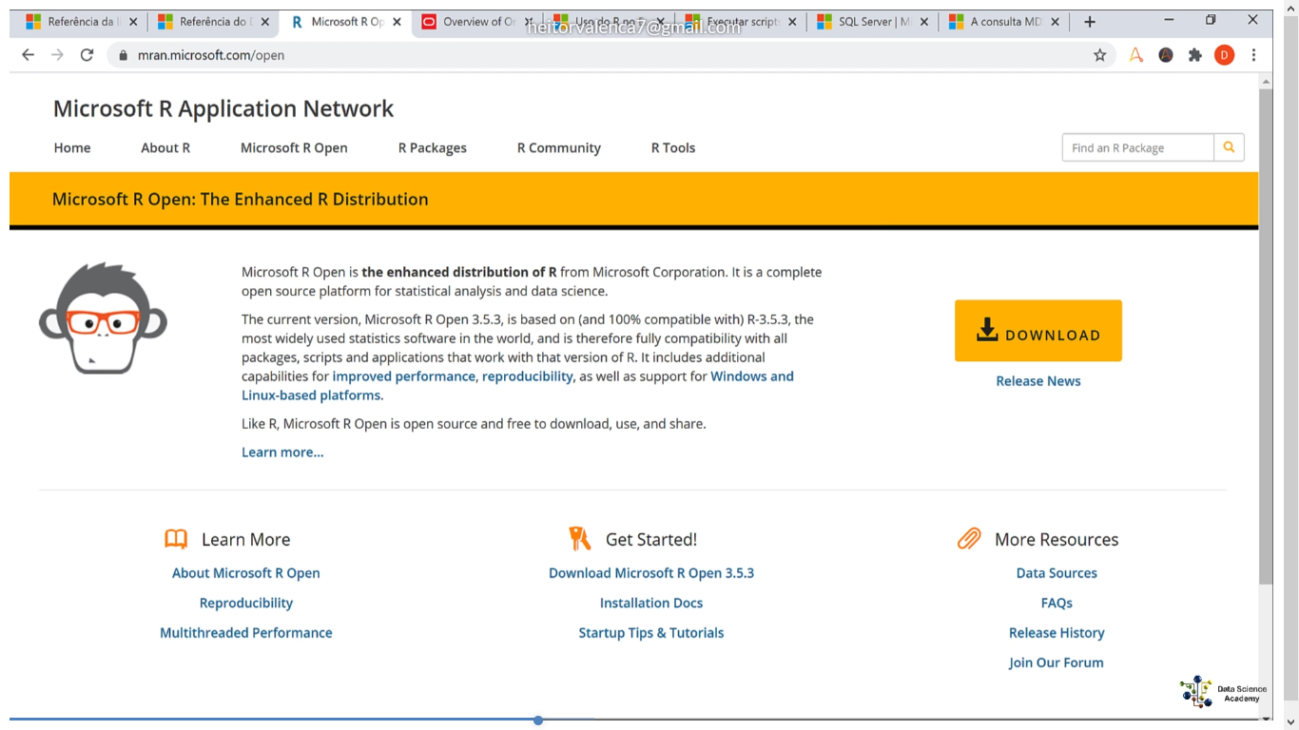 Referência da l
Referência do l
R Microsoft R Op
Overview of Or
Uso do R no
Executar script
SQL Server | M
A consulta MD
heitorvalerica7@gmail.com
mran.microsoft.com/open
D
Microsoft R Application Network
Home About R Microsoft R Open R Packages R Community R Tools Find an R Package
Microsoft R Open: The Enhanced R Distribution
Microsoft R Open is the enhanced distribution of R from Microsoft Corporation. It is a complete
open source platform for statistical analysis and data science.
The current version, Microsoft R Open 3.5.3, is based on (and 100% compatible with) R-3.5.3, the
most widely used statistics software in the world, and is therefore fully compatibility with all
packages, scripts and applications that work with that version of R. It includes additional
capabilities for improved performance, reproducibility, as well as support for Windows and
Linux-based platforms.
Like R, Microsoft R Open is open source and free to download, use, and share.
Learn more...
DOWNLOAD
Release News
Learn More
About Microsoft R Open
Reproducibility
Multithreaded Performance
Get Started!
Download Microsoft R Open 3.5.3
Installation Docs
Startup Tips & Tutorials
More Resources
Data Sources
FAQs
Release History
Join Our Forum
Data Science
Academy